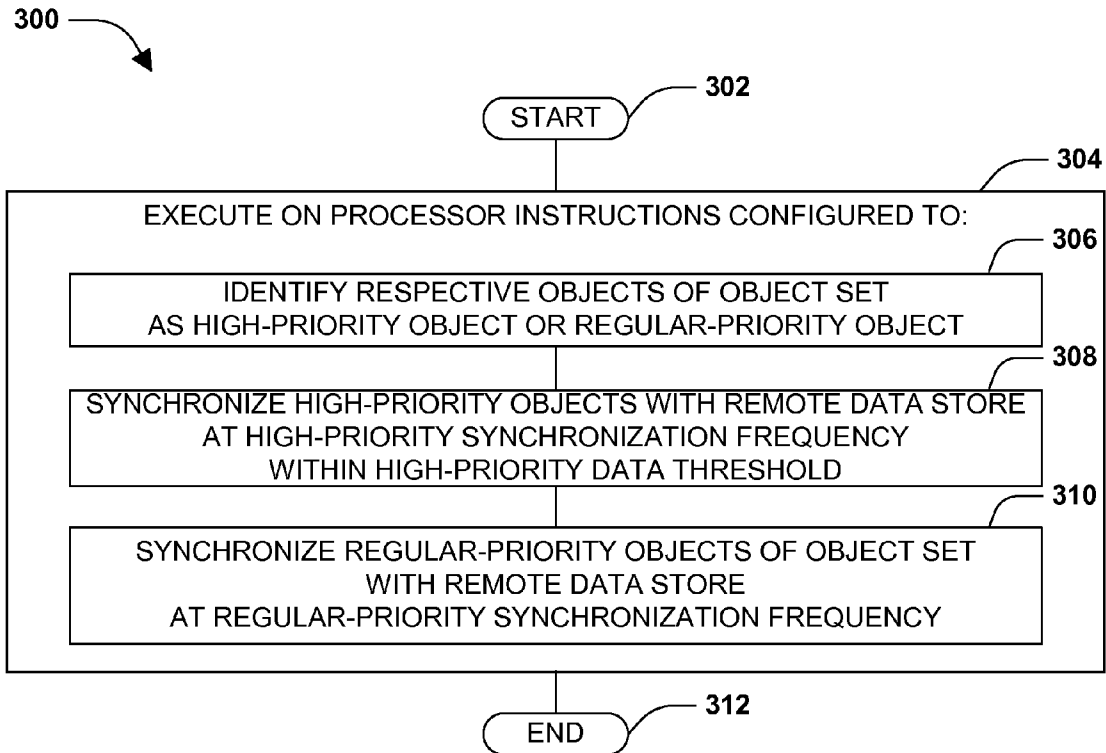 300
302
START
304
EXECUTE ON PROCESSOR INSTRUCTIONS CONFIGURED TO:
306
IDENTIFY RESPECTIVE OBJECTS OF OBJECT SET
AS HIGH-PRIORITY OBJECT OR REGULAR-PRIORITY OBJECT
308
SYNCHRONIZE HIGH-PRIORITY OBJECTS WITH REMOTE DATA STORE
AT HIGH-PRIORITY SYNCHRONIZATION FREQUENCY
WITHIN HIGH-PRIORITY DATA THRESHOLD
310
SYNCHRONIZE REGULAR-PRIORITY OBJECTS OF OBJECT SET
WITH REMOTE DATA STORE
AT REGULAR-PRIORITY SYNCHRONIZATION FREQUENCY
312
END